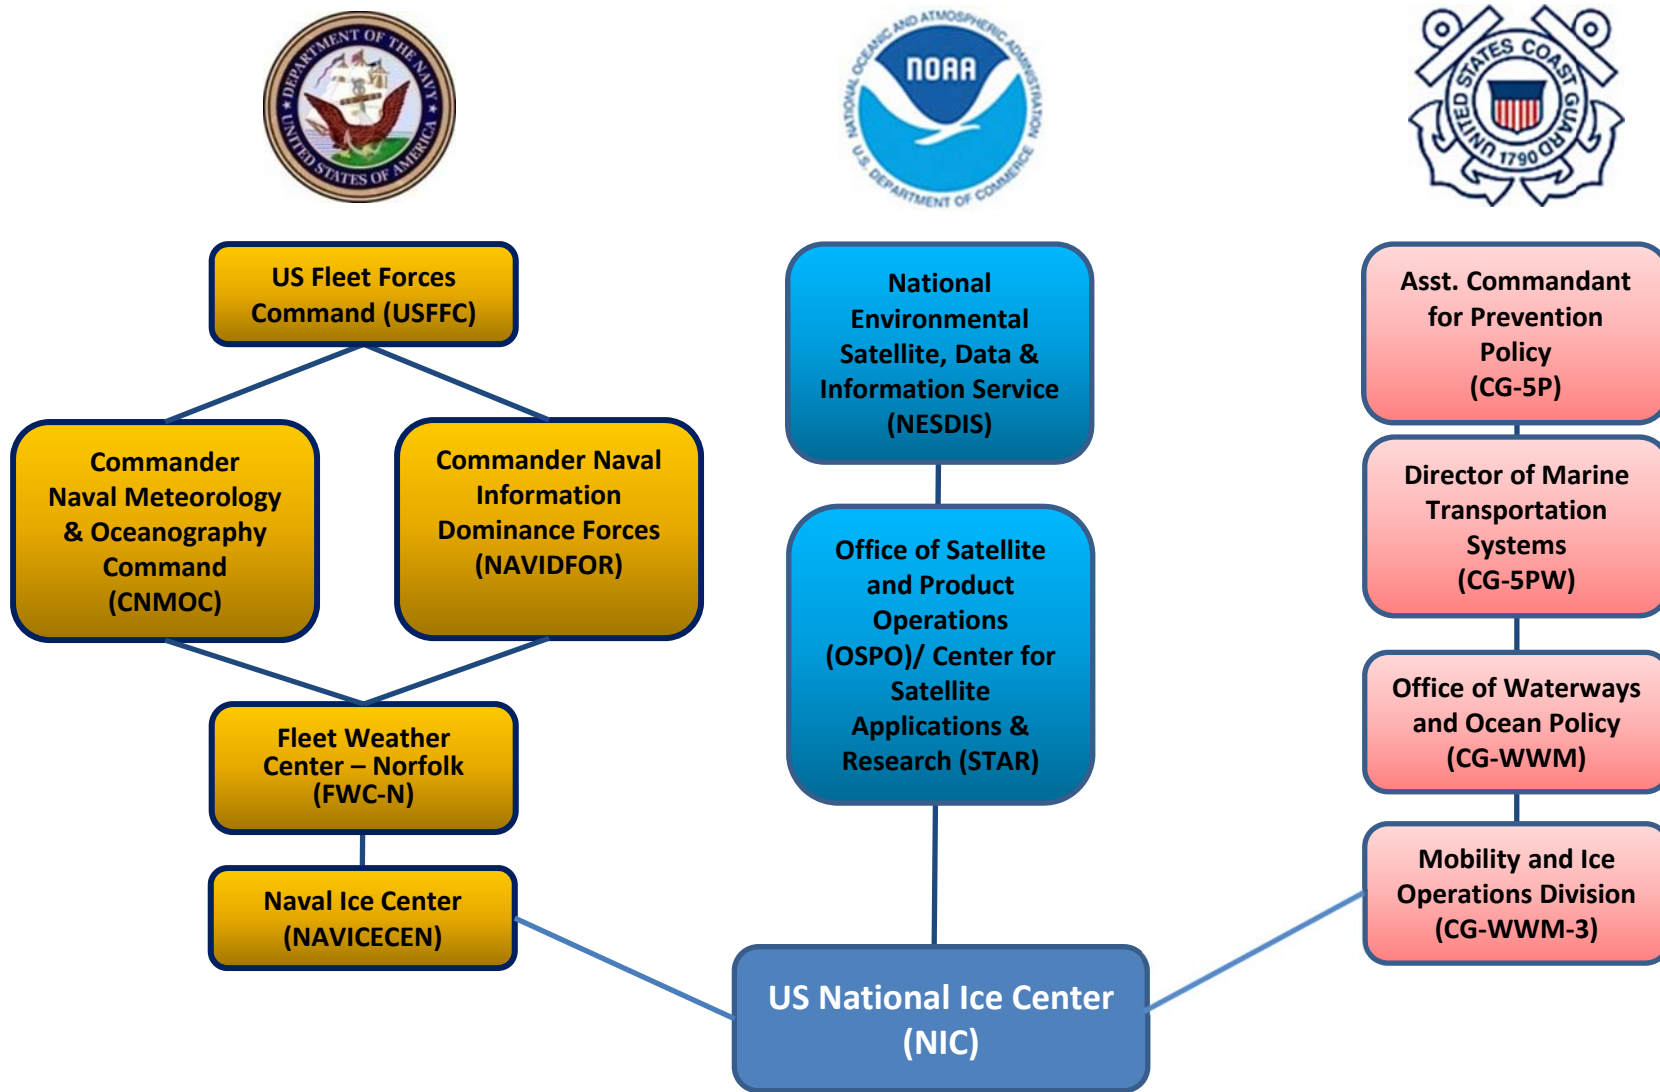 DEPARTMENT OF THE NAVY
UNITED STATES OF AMERICA
NATIONAL OCEANIC AND ATMOSPHERIC ADMINISTRATION
NOAA
U.S. DEPARTMENT OF COMMERCE
UNITED STATES COAST GUARD
1790
US Fleet Forces
Command (USFFC)
Commander
Naval Meteorology
& Oceanography
Command
(CNMOC)
Commander Naval
Information
Dominance Forces
(NAVIDFOR)
Fleet Weather
Center – Norfolk
(FWC-N)
Naval Ice Center
(NAVICECEN)
National
Environmental
Satellite, Data &
Information Service
(NESDIS)
Office of Satellite
and Product
Operations
(OSPO)/ Center for
Satellite
Applications &
Research (STAR)
Asst. Commandant
for Prevention
Policy
(CG-5P)
Director of Marine
Transportation
Systems
(CG-5PW)
Office of Waterways
and Ocean Policy
(CG-WWM)
Mobility and Ice
Operations Division
(CG-WWM-3)
US National Ice Center
(NIC)